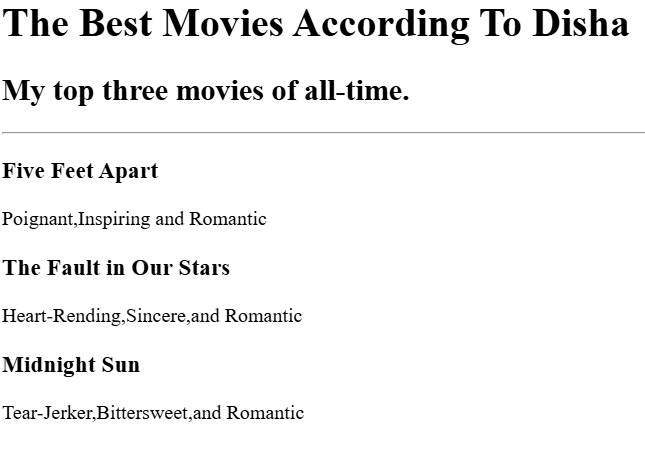 The Best Movies According To Disha
My top three movies of all-time.
Five Feet Apart
Poignant,Inspiring and Romantic
The Fault in Our Stars
Heart-Rending,Sincere,and Romantic
Midnight Sun
Tear-Jerker,Bittersweet,and Romantic